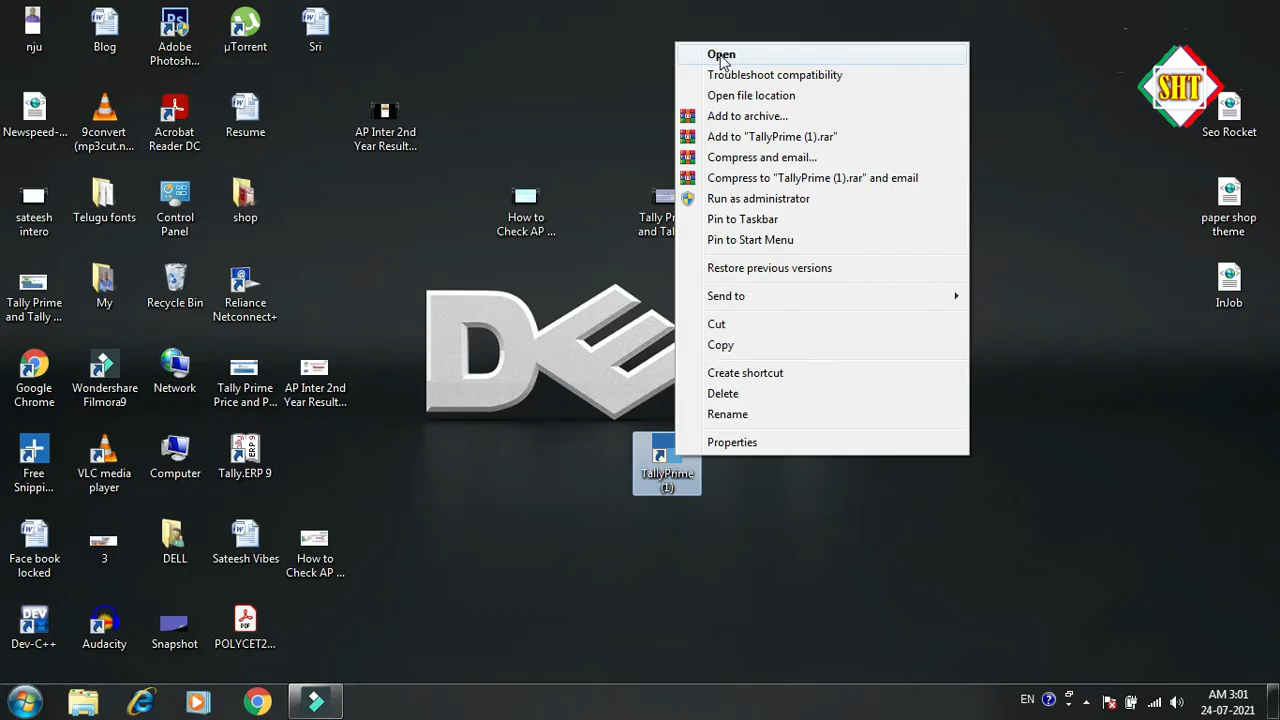 nju
Blog
Adobe
Photosh...
µTorrent
Sri
Newspeed-...
9convert
(mp3cut.n...
Acrobat
Reader DC
Resume
AP Inter 2nd
Year Result...
sateesh
intero
Telugu fonts
Control
Panel
shop
How to
Check AP ...
Tally P
and Tal
Tally Prime
and Tally ...
My
Recycle Bin
Reliance
Netconnect+
Google
Chrome
Wondershare
Filmora9
Network
Tally Prime
Price and P...
AP Inter 2nd
Year Result...
Free
Snippi...
VLC media
player
Computer
Tally.ERP 9
Face book
locked
3
DELL
Sateesh Vibes
How to
Check AP ...
Dev-C++
Audacity
Snapshot
POLYCET2...
TallyPrime
(1)
Open
Troubleshoot compatibility
Open file location
Add to archive...
Add to "TallyPrime (1).rar"
Compress and email...
Compress to "TallyPrime (1).rar" and email
Run as administrator
Pin to Taskbar
Pin to Start Menu
Restore previous versions
Send to
Cut
Copy
Create shortcut
Delete
Rename
Properties
SHT
Seo Rocket
paper shop
theme
InJob
DE
EN
AM 3:01
24-07-2021